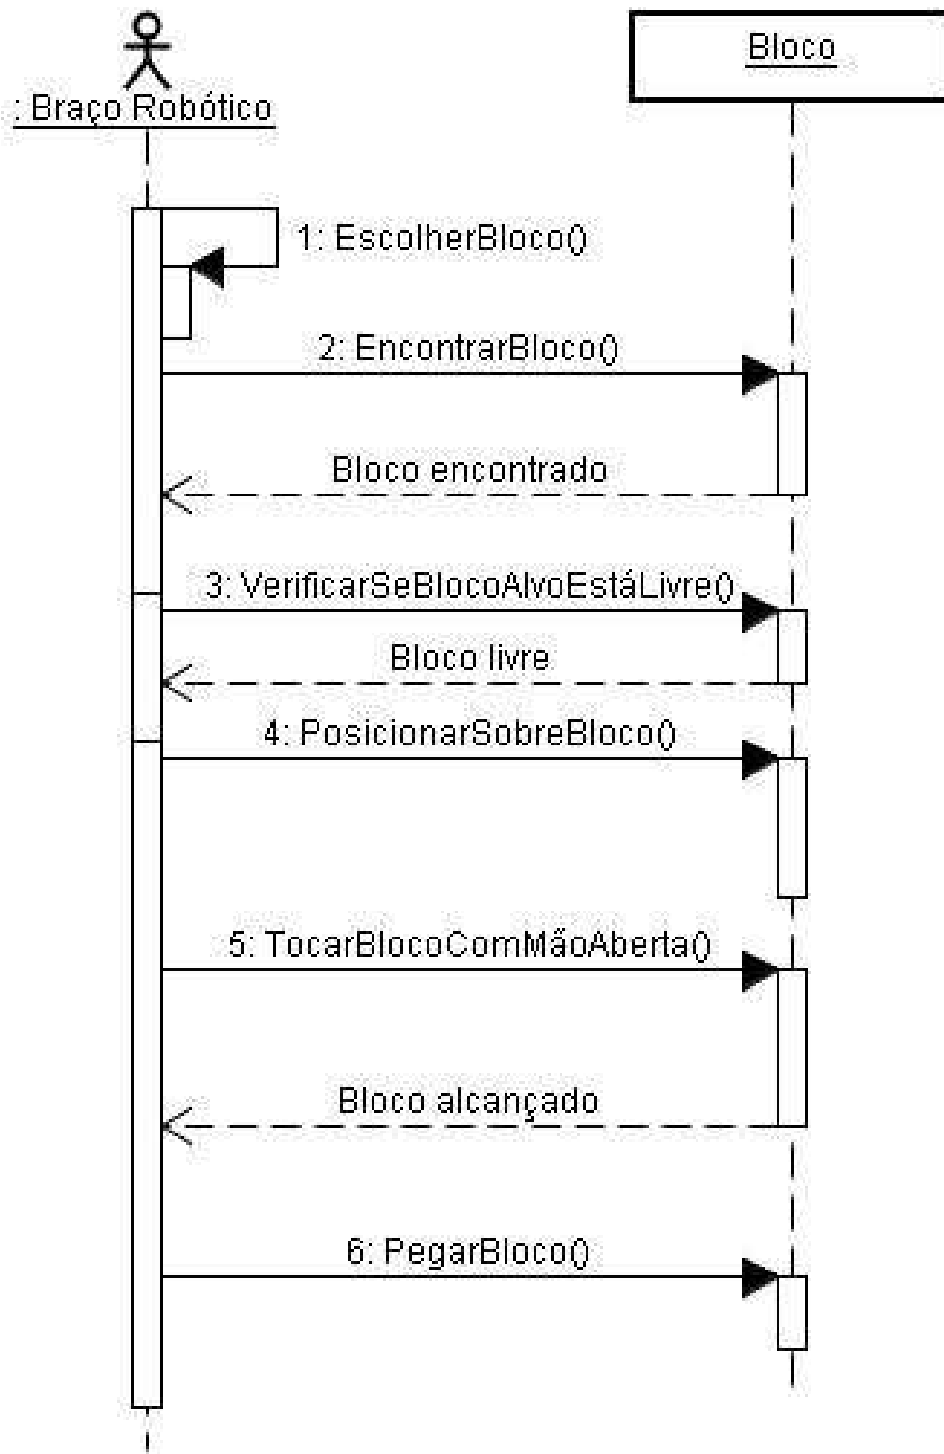 : Braço Robótico
Bloco
1: EscolherBloco()
2: EncontrarBloco()
Bloco encontrado
3: VerificarSeBlocoAlvoEstáLivre()
Bloco livre
4: PosicionarSobreBloco()
5: TocarBlocoComMãoAberta()
Bloco alcançado
6: PegarBloco()